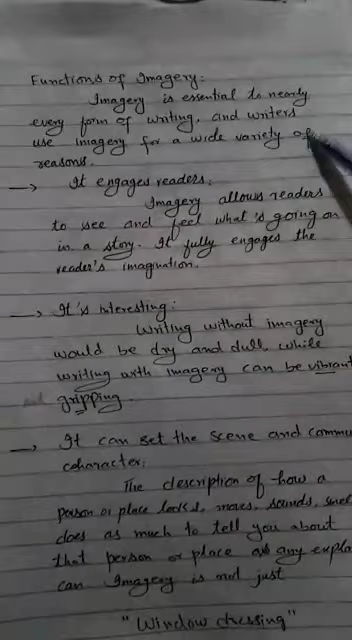 Functions of Imagery:
Imagery is essential to nearly
every form of writing, and writers
use imagery for a wide variety of
reasons.
→ It engages readers:
Imagery allows readers
to see and feel what's going on
in a story. It fully engages the
reader's imagination.
→ It's interesting:
Writing without imagery
would be dry and dull, while
writing with imagery can be vibrant
and gripping.
→ It can set the scene and commu
character:
The description of how a
person or place looks, moves, sounds, smel
does as much to tell you about
that person or place as any expla
can Imagery is not just
"Window dressing"